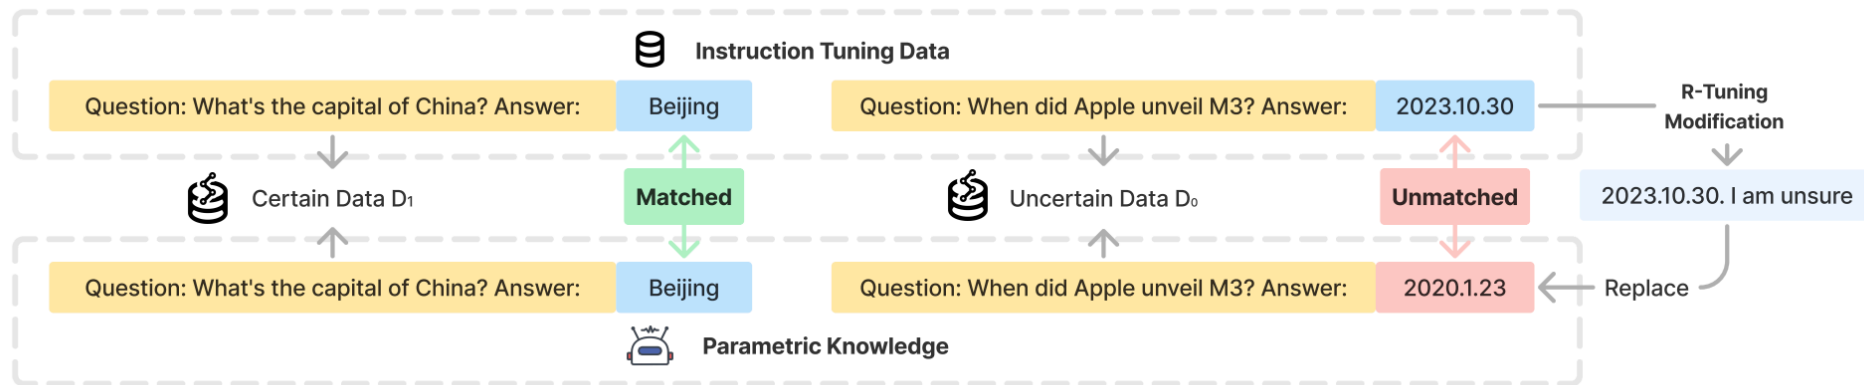 Instruction Tuning Data
Question: What's the capital of China? Answer: Beijing
Question: When did Apple unveil M3? Answer: 2023.10.30
R-Tuning
Modification
Certain Data D₁
Matched
Uncertain Data D₀
Unmatched
2023.10.30. I am unsure
Question: What's the capital of China? Answer: Beijing
Question: When did Apple unveil M3? Answer: 2020.1.23
Replace
Parametric Knowledge